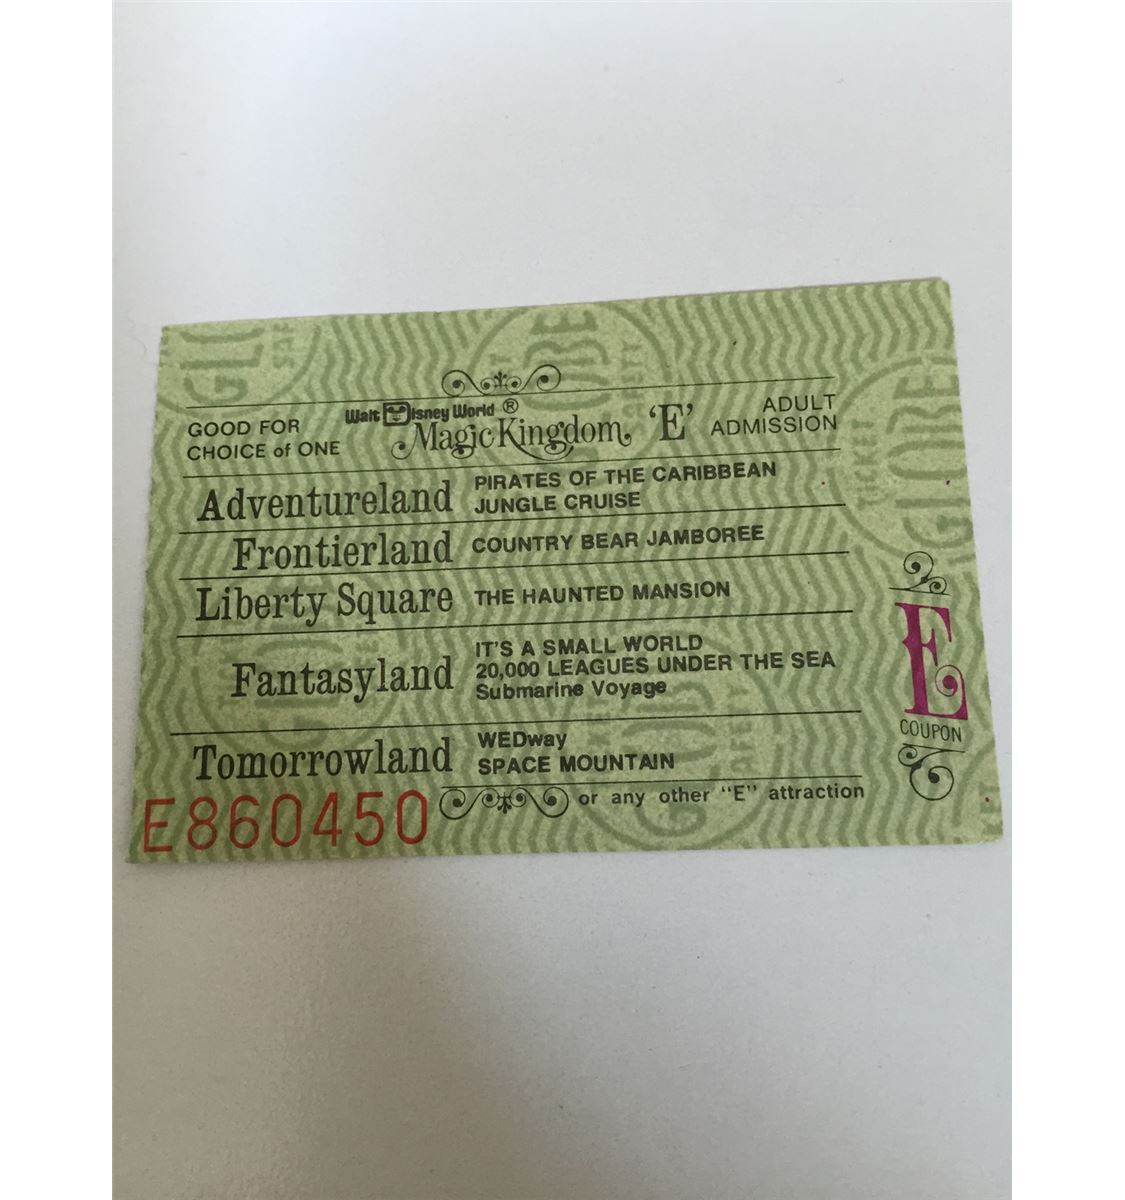 GOOD FOR
CHOICE of ONE
Walt Disney World ®
Magic Kingdom 'E'
ADULT
ADMISSION
Adventureland PIRATES OF THE CARIBBEAN
JUNGLE CRUISE
Frontierland COUNTRY BEAR JAMBOREE
Liberty Square THE HAUNTED MANSION
Fantasyland IT'S A SMALL WORLD
20,000 LEAGUES UNDER THE SEA
Submarine Voyage
Tomorrowland WEDway
SPACE MOUNTAIN
or any other "E" attraction
E860450
E
COUPON
GLOBE
TICKET